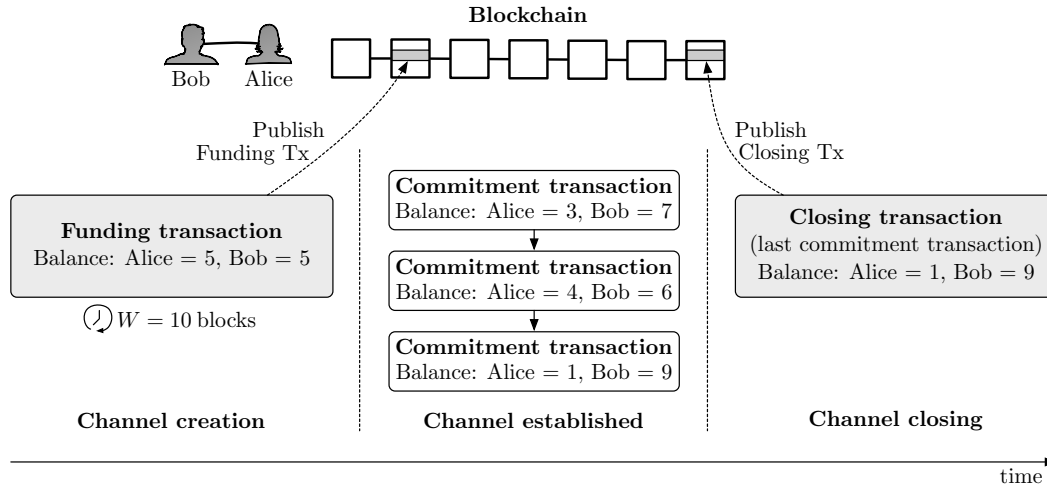 Blockchain
Bob
Alice
Publish
Funding Tx
Publish
Closing Tx
Funding transaction
Balance: Alice = 5, Bob = 5
W = 10 blocks
Commitment transaction
Balance: Alice = 3, Bob = 7
Commitment transaction
Balance: Alice = 4, Bob = 6
Commitment transaction
Balance: Alice = 1, Bob = 9
Closing transaction
(last commitment transaction)
Balance: Alice = 1, Bob = 9
Channel creation
Channel established
Channel closing
time